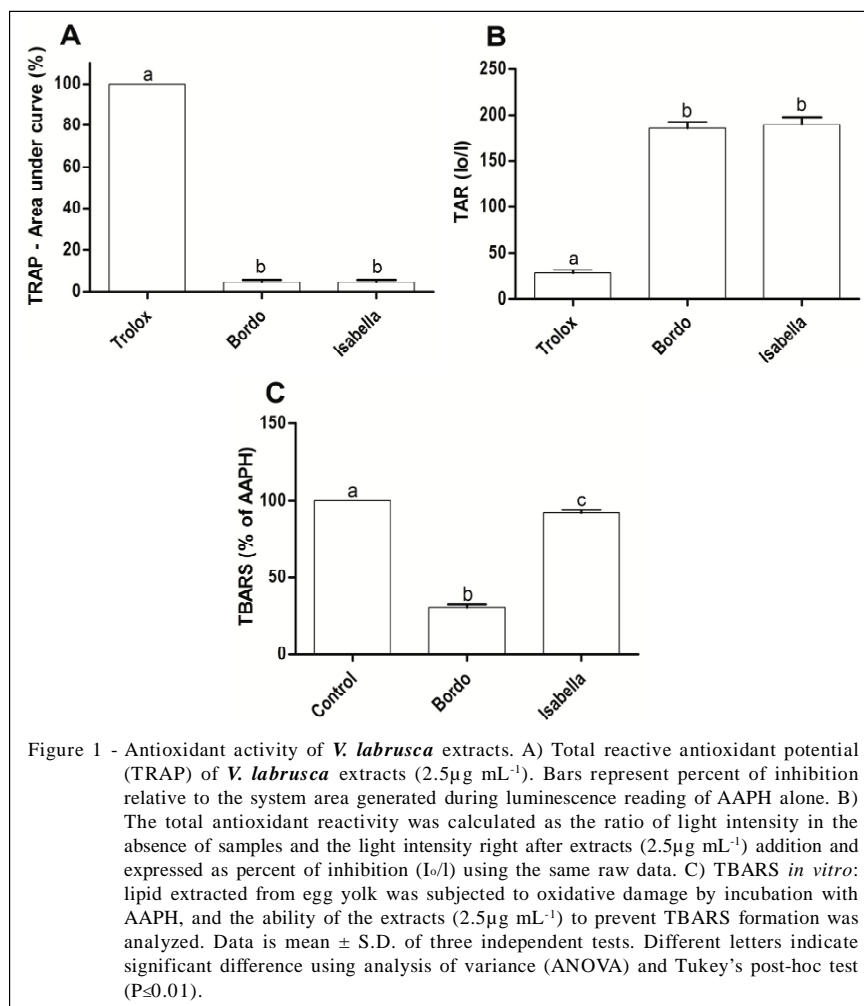 A
TRAP - Area under curve (%)
100
80
60
40
20
0
a
b
b
Trolox
Bordo
Isabella
B
TAR (Io/I)
250
200
150
100
50
0
a
b
b
Trolox
Bordo
Isabella
C
TBARS (% of AAPH)
150
100
50
0
a
b
c
Control
Bordo
Isabella
Figure 1 - Antioxidant activity of V. labrusca extracts. A) Total reactive antioxidant potential
(TRAP) of V. labrusca extracts (2.5µg mL⁻¹). Bars represent percent of inhibition
relative to the system area generated during luminescence reading of AAPH alone. B)
The total antioxidant reactivity was calculated as the ratio of light intensity in the
absence of samples and the light intensity right after extracts (2.5µg mL⁻¹) addition and
expressed as percent of inhibition (I₀/l) using the same raw data. C) TBARS in vitro:
lipid extracted from egg yolk was subjected to oxidative damage by incubation with
AAPH, and the ability of the extracts (2.5µg mL⁻¹) to prevent TBARS formation was
analyzed. Data is mean ± S.D. of three independent tests. Different letters indicate
significant difference using analysis of variance (ANOVA) and Tukey's post-hoc test
(P≤0.01).